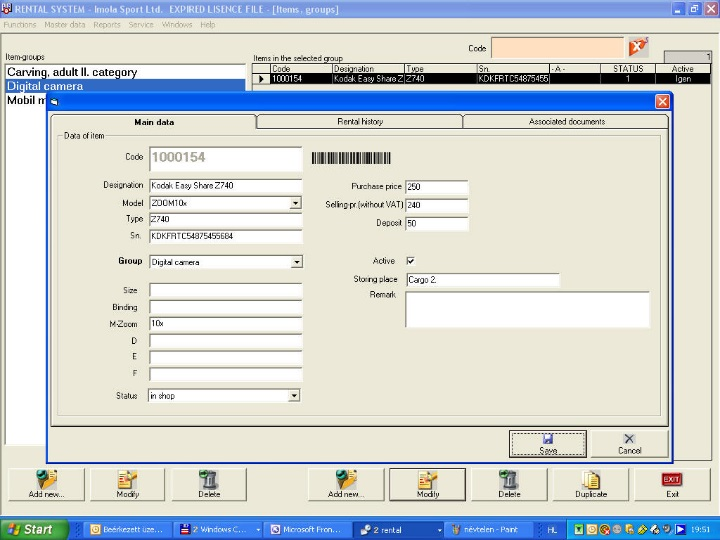 RENTAL SYSTEM - Imola Sport Ltd. EXPIRED LISENCE FILE - [Items, groups]
Functions Master data Reports Service Windows Help
Code
Item-groups
Items in the selected group
1
Code Designation Type Sn. - A - STATUS Active
1000154 Kodak Easy Share Z Z740 KDKFRTC54875455 1 Igen
Carving, adult II. category
Digital camera
Mobil m
Main data Rental history Associated documents
Data of item
Code 1000154
Designation Kodak Easy Share Z740
Purchase price 250
Model ZOOM10x
Selling-pr.(without VAT) 240
Type Z740
Deposit 50
Sn. KDKFRTC54875455684
Group Digital camera
Active
Storing place Cargo 2.
Size
Remark
Binding
M-Zoom 10x
D
E
F
Status in shop
Save Cancel
Add new... Modify Delete Add new... Modify Delete Duplicate EXIT Exit
Start Beérkezett üze... 2 Windows C... Microsoft Fron... 2 rental névtelen - Paint HU 19:51